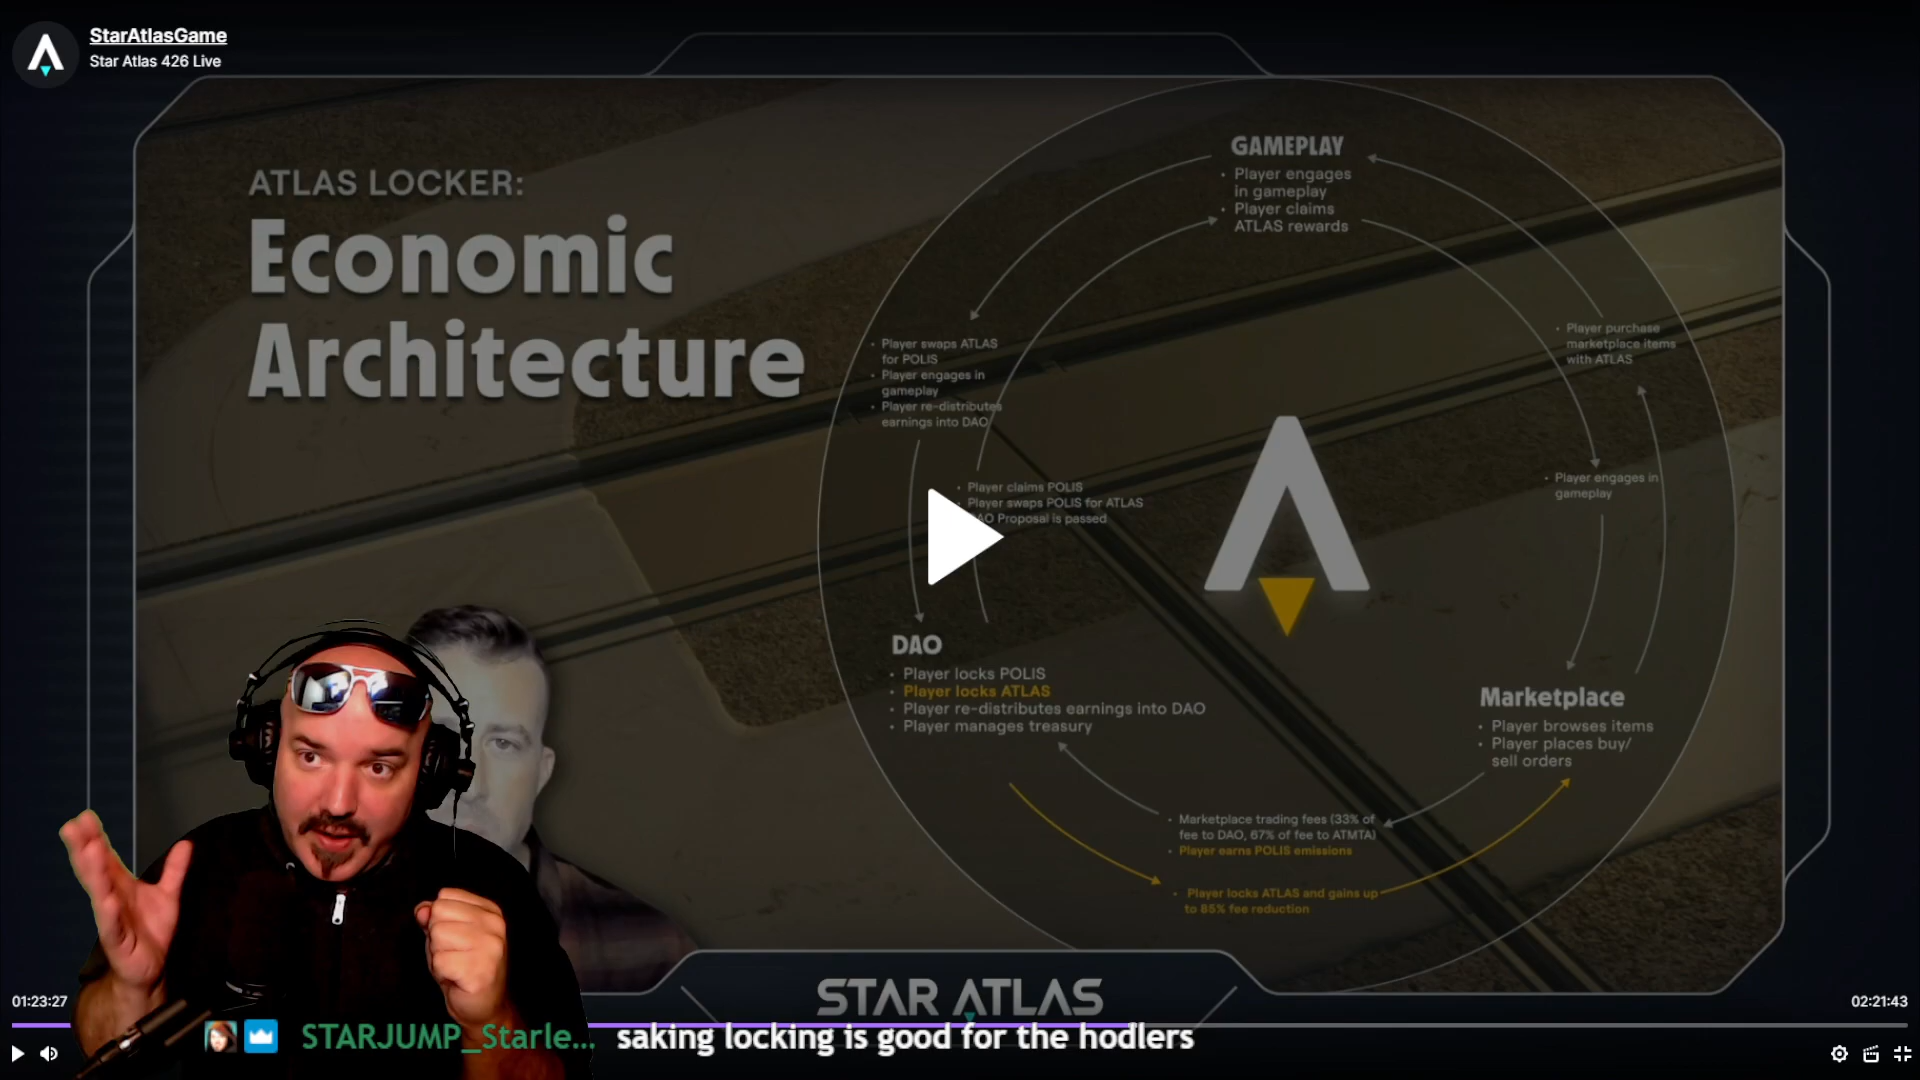 StarAtlasGame
Star Atlas 426 Live
ATLAS LOCKER:
Economic
Architecture
GAMEPLAY
• Player engages
in gameplay
• Player claims
ATLAS rewards
• Player swaps ATLAS
for POLIS
• Player engages in
gameplay
• Player re-distributes
earnings into DAO
• Player purchase
marketplace items
with ATLAS
• Player claims POLIS
Player swaps POLIS for ATLAS
Proposal is passed
• Player engages in
gameplay
DAO
• Player locks POLIS
• Player locks ATLAS
• Player re-distributes earnings into DAO
• Player manages treasury
Marketplace
• Player browses items
• Player places buy/
sell orders
• Marketplace trading fees (33% of
fee to DAO, 67% of fee to ATMTA)
• Player earns POLIS emissions
• Player locks ATLAS and gains up
to 85% fee reduction
STAR ATLAS
01:23:27
02:21:43
STARJUMP_Starle... saking locking is good for the hodlers